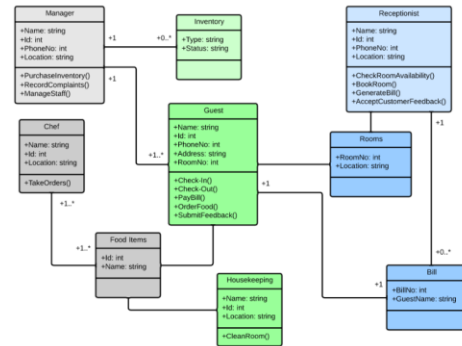 Manager
+Name: string
+Id: int
+PhoneNo: int
+Location: string
+PurchaseInventory()
+RecordComplaints()
+ManageStaff()
+1
+1
+0..*
Inventory
+Type: string
+Status: string
Receptionist
+Name: string
+Id: int
+PhoneNo: int
+Location: string
+CheckRoomAvailability()
+BookRoom()
+GenerateBill()
+AcceptCustomerFeedback()
+1
Chef
+Name: string
+Id: int
+Location: string
+TakeOrders()
+1..*
+1..*
+1..*
Guest
+Name: string
+Id: int
+PhoneNo: int
+Address: string
+RoomNo: int
+Check-In()
+Check-Out()
+PayBill()
+OrderFood()
+SubmitFeedback()
+1
Rooms
+RoomNo: int
+Location: string
Food Items
+Id: int
+Name: string
Housekeeping
+Name: string
+Id: int
+Location: string
+CleanRoom()
+0..*
+1
Bill
+BillNo: int
+GuestName: string